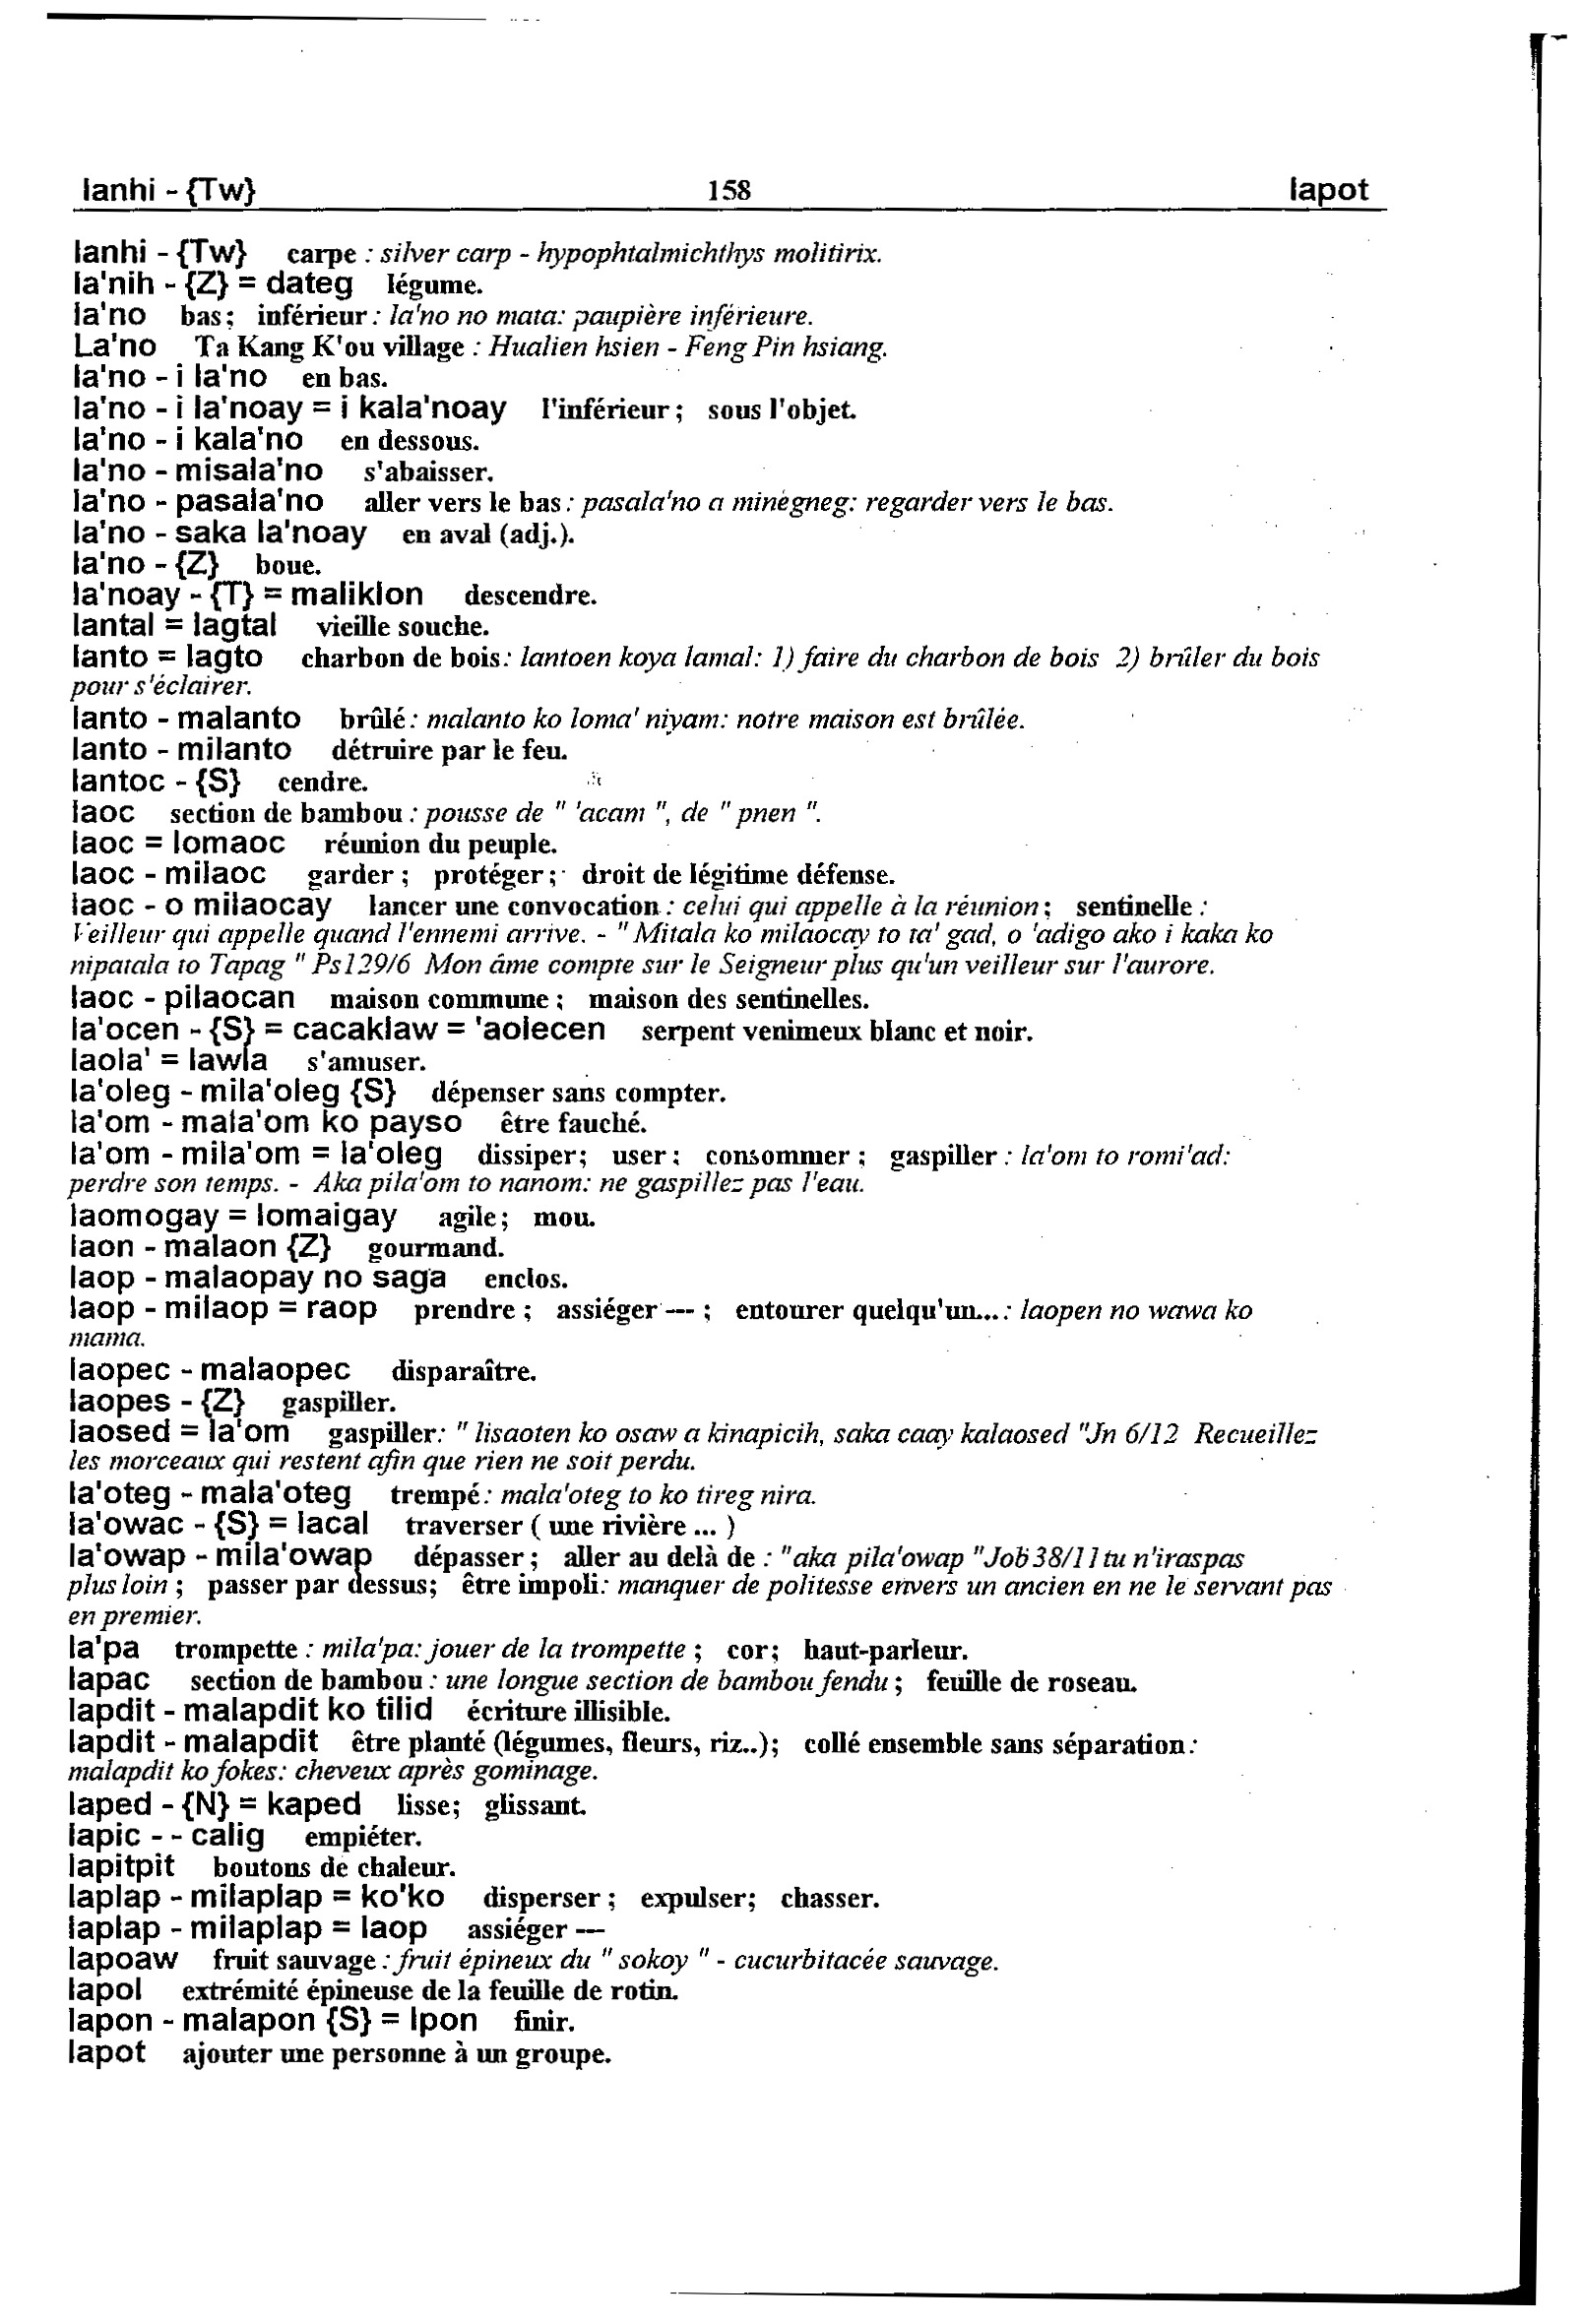 lanhi - {Tw} 158 lapot
lanhi - {Tw} carpe : silver carp - hypophtalmichthys molitirix.
la'nih - {Z} = dateg légume.
la'no bas; inférieur : la'no no mata: paupière inférieure.
La'no Ta Kang K'ou village : Hualien hsien - Feng Pin hsiang.
la'no - i la'no en bas.
la'no - i la'noay = i kala'noay l'inférieur ; sous l'objet.
la'no - i kala'no en dessous.
la'no - misala'no s'abaisser.
la'no - pasala'no aller vers le bas : pasala'no a minègneg: regarder vers le bas.
la'no - saka la'noay en aval (adj.).
la'no - {Z} boue.
la'noay - {T} = maliklon descendre.
lantal = lagtal vieille souche.
lanto = lagto charbon de bois: lantoen koya lamal: 1) faire du charbon de bois 2) brûler du bois
pour s'éclairer.
lanto - malanto brûlé : malanto ko loma' niyam: notre maison est brûlée.
lanto - milanto détruire par le feu.
lantoc - {S} cendre.
laoc section de bambou : pousse de " 'acam ", de " pnen ".
laoc = lomaoc réunion du peuple.
laoc - milaoc garder ; protéger ; droit de légitime défense.
laoc - o milaocay lancer une convocation : celui qui appelle à la réunion ; sentinelle :
Veilleur qui appelle quand l'ennemi arrive. - " Mitala ko milaocay to ta' gad, o 'adigo ako i kaka ko
nipatala to Tapag " Ps129/6 Mon âme compte sur le Seigneur plus qu'un veilleur sur l'aurore.
laoc - pilaocan maison commune ; maison des sentinelles.
la'ocen - {S} = cacaklaw = 'aolecen serpent venimeux blanc et noir.
laola' = lawla s'amuser.
la'oleg - mila'oleg {S} dépenser sans compter.
la'om - mala'om ko payso être fauché.
la'om - mila'om = la'oleg dissiper; user ; consommer ; gaspiller : la'om to romi'ad:
perdre son temps. - Aka pila'om to nanom: ne gaspillez pas l'eau.
laomogay = lomaigay agile ; mou.
laon - malaon {Z} gourmand.
laop - malaopay no saga enclos.
laop - milaop = raop prendre ; assiéger --- ; entourer quelqu'un... : laopen no wawa ko
mama.
laopec - malaopec disparaître.
laopes - {Z} gaspiller.
laosed = la'om gaspiller: " lisaoten ko osaw a kinapicih, saka caay kalaosed "Jn 6/12 Recueillez
les morceaux qui restent afin que rien ne soit perdu.
la'oteg - mala'oteg trempé : mala'oteg to ko tireg nira.
la'owac - {S} = lacal traverser ( une rivière ... )
la'owap - mila'owap dépasser ; aller au delà de : "aka pila'owap "Job 38/11 tu n'iraspas
plus loin ; passer par dessus; être impoli: manquer de politesse envers un ancien en ne le servant pas
en premier.
la'pa trompette : mila'pa: jouer de la trompette ; cor; haut-parleur.
lapac section de bambou : une longue section de bambou fendu ; feuille de roseau.
lapdit - malapdit ko tilid écriture illisible.
lapdit - malapdit être planté (légumes, fleurs, riz..); collé ensemble sans séparation:
malapdit ko fokes: cheveux après gominage.
laped - {N} = kaped lisse; glissant.
lapic - - calig empiéter.
lapitpit boutons de chaleur.
laplap - milaplap = ko'ko disperser ; expulser; chasser.
laplap - milaplap = laop assiéger ---
lapoaw fruit sauvage : fruit épineux du " sokoy " - cucurbitacée sauvage.
lapol extrémité épineuse de la feuille de rotin.
lapon - malapon {S} = lpon finir.
lapot ajouter une personne à un groupe.